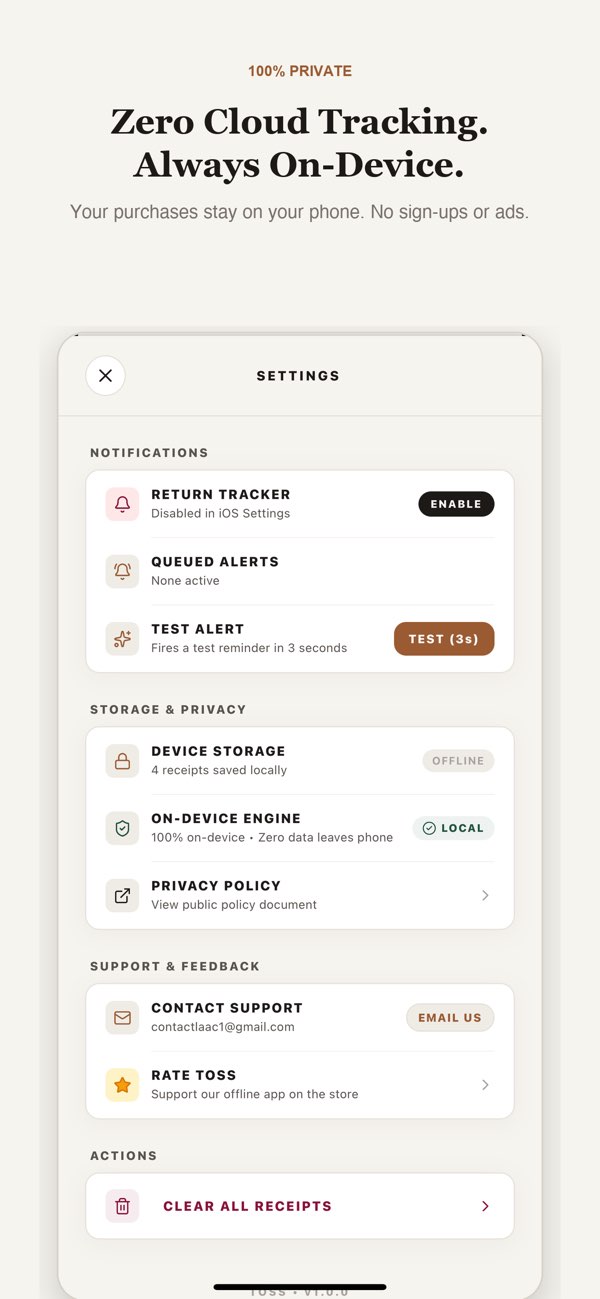 100% PRIVATE
Zero Cloud Tracking.
Always On-Device.
Your purchases stay on your phone. No sign-ups or ads.
SETTINGS
NOTIFICATIONS
RETURN TRACKER
Disabled in iOS Settings
ENABLE
QUEUED ALERTS
None active
TEST ALERT
Fires a test reminder in 3 seconds
TEST (3s)
STORAGE & PRIVACY
DEVICE STORAGE
4 receipts saved locally
OFFLINE
ON-DEVICE ENGINE
100% on-device • Zero data leaves phone
LOCAL
PRIVACY POLICY
View public policy document
SUPPORT & FEEDBACK
CONTACT SUPPORT
contactlaac1@gmail.com
EMAIL US
RATE TOSS
Support our offline app on the store
ACTIONS
CLEAR ALL RECEIPTS
TOSS • V1.0.0